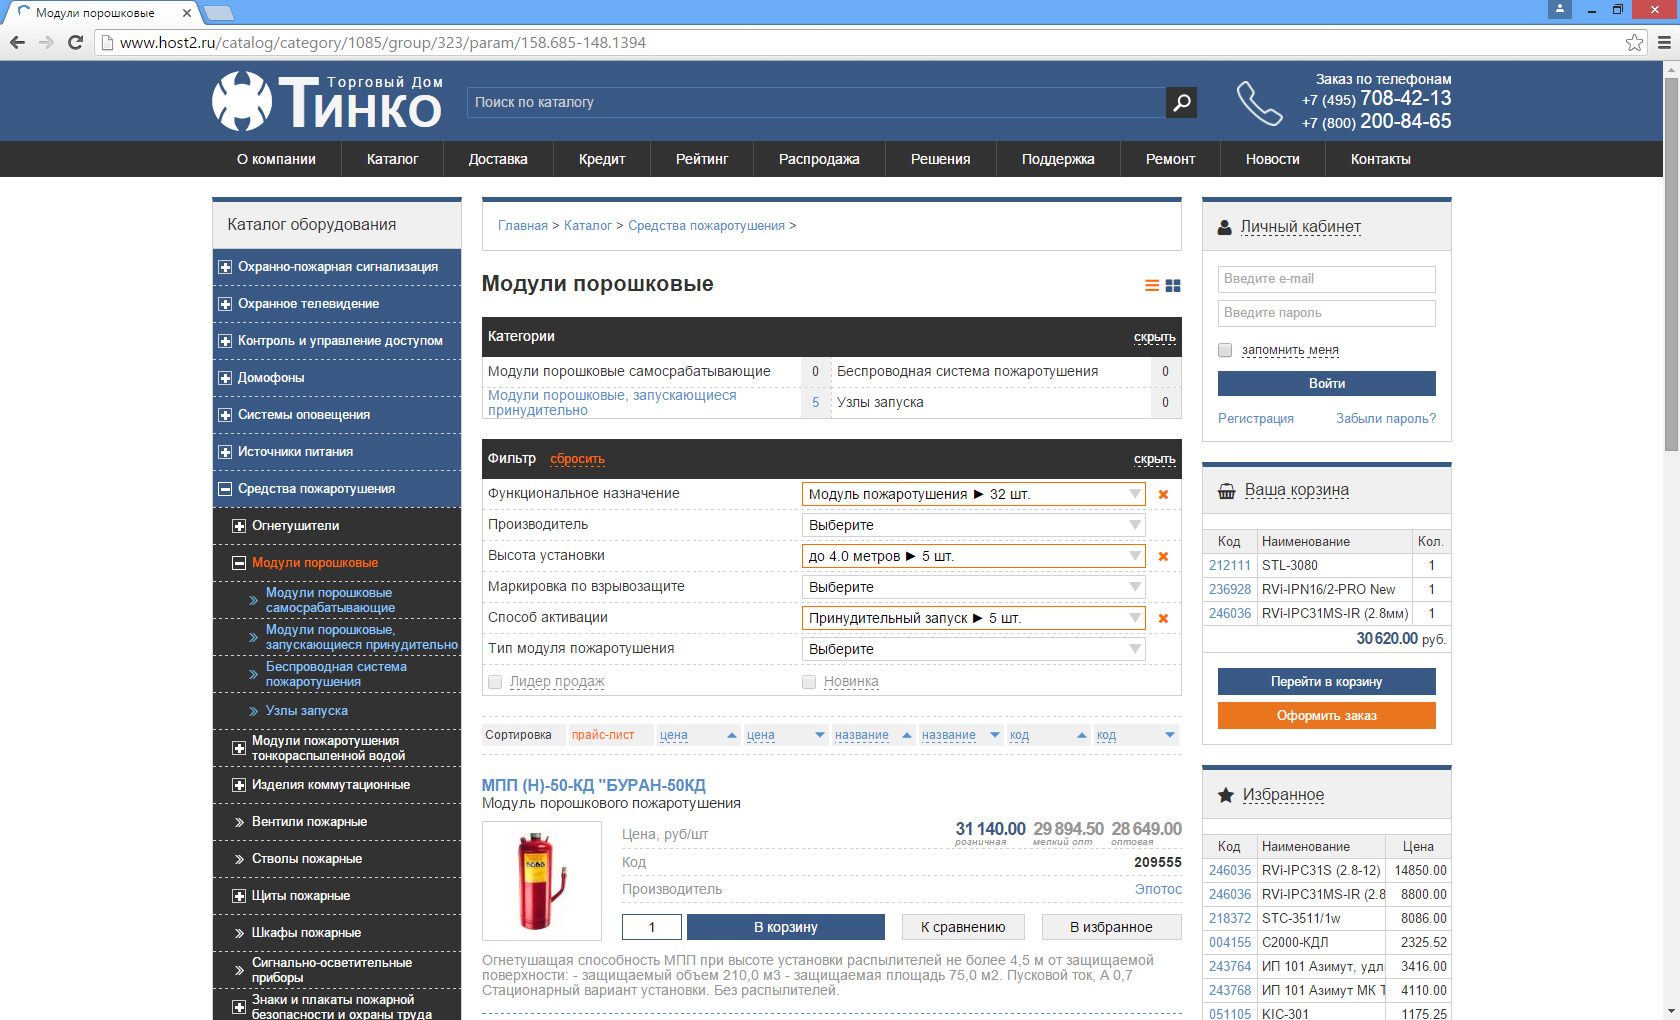 Модули порошковые
www.host2.ru/catalog/category/1085/group/323/param/158.685-148.1394
Торговый Дом
Тинко
Поиск по каталогу
Заказ по телефонам
+7 (495) 708-42-13
+7 (800) 200-84-65
О компании
Каталог
Доставка
Кредит
Рейтинг
Распродажа
Решения
Поддержка
Ремонт
Новости
Контакты
Каталог оборудования
Охранно-пожарная сигнализация
Охранное телевидение
Контроль и управление доступом
Домофоны
Системы оповещения
Источники питания
Средства пожаротушения
Огнетушители
Модули порошковые
Модули порошковые
самосрабатывающие
Модули порошковые,
запускающиеся принудительно
Беспроводная система
пожаротушения
Узлы запуска
Модули пожаротушения
тонкораспыленной водой
Изделия коммутационные
Вентили пожарные
Стволы пожарные
Щиты пожарные
Шкафы пожарные
Сигнально-осветительные
приборы
Знаки и плакаты пожарной
безопасности и охраны труда
Главная > Каталог > Средства пожаротушения >
Модули порошковые
Категории скрыть
Модули порошковые самосрабатывающие 0 Беспроводная система пожаротушения 0
Модули порошковые, запускающиеся
принудительно 5 Узлы запуска 0
Фильтр сбросить скрыть
Функциональное назначение Модуль пожаротушения ► 32 шт.
Производитель Выберите
Высота установки до 4.0 метров ► 5 шт.
Маркировка по взрывозащите Выберите
Способ активации Принудительный запуск ► 5 шт.
Тип модуля пожаротушения Выберите
Лидер продаж Новинка
Сортировка прайс-лист цена цена название название код код
МПП (Н)-50-КД "БУРАН-50КД
Модуль порошкового пожаротушения
Цена, руб/шт 31 140.00 29 894.50 28 649.00
розничная мелкий опт оптовая
Код 209555
Производитель Эпотос
1 В корзину К сравнению В избранное
Огнетушащая способность МПП при высоте установки распылителей не более 4,5 м от защищаемой
поверхности: - защищаемый объем 210,0 м3 - защищаемая площадь 75,0 м2. Пусковой ток, А 0,7
Стационарный вариант установки. Без распылителей.
Личный кабинет
Введите e-mail
Введите пароль
запомнить меня
Войти
Регистрация Забыли пароль?
Ваша корзина
Код Наименование Кол.
212111 STL-3080 1
236928 RVi-IPN16/2-PRO New 1
246036 RVi-IPC31MS-IR (2.8мм) 1
30 620.00 руб.
Перейти в корзину
Оформить заказ
Избранное
Код Наименование Цена
246035 RVi-IPC31S (2.8-12) 14850.00
246036 RVi-IPC31MS-IR (2.8 8800.00
218372 STC-3511/1w 8086.00
004155 С2000-КДЛ 2325.52
243764 ИП 101 Азимут, удл 3416.00
243768 ИП 101 Азимут МК Т 4110.00
051105 KIC-301 1175.25